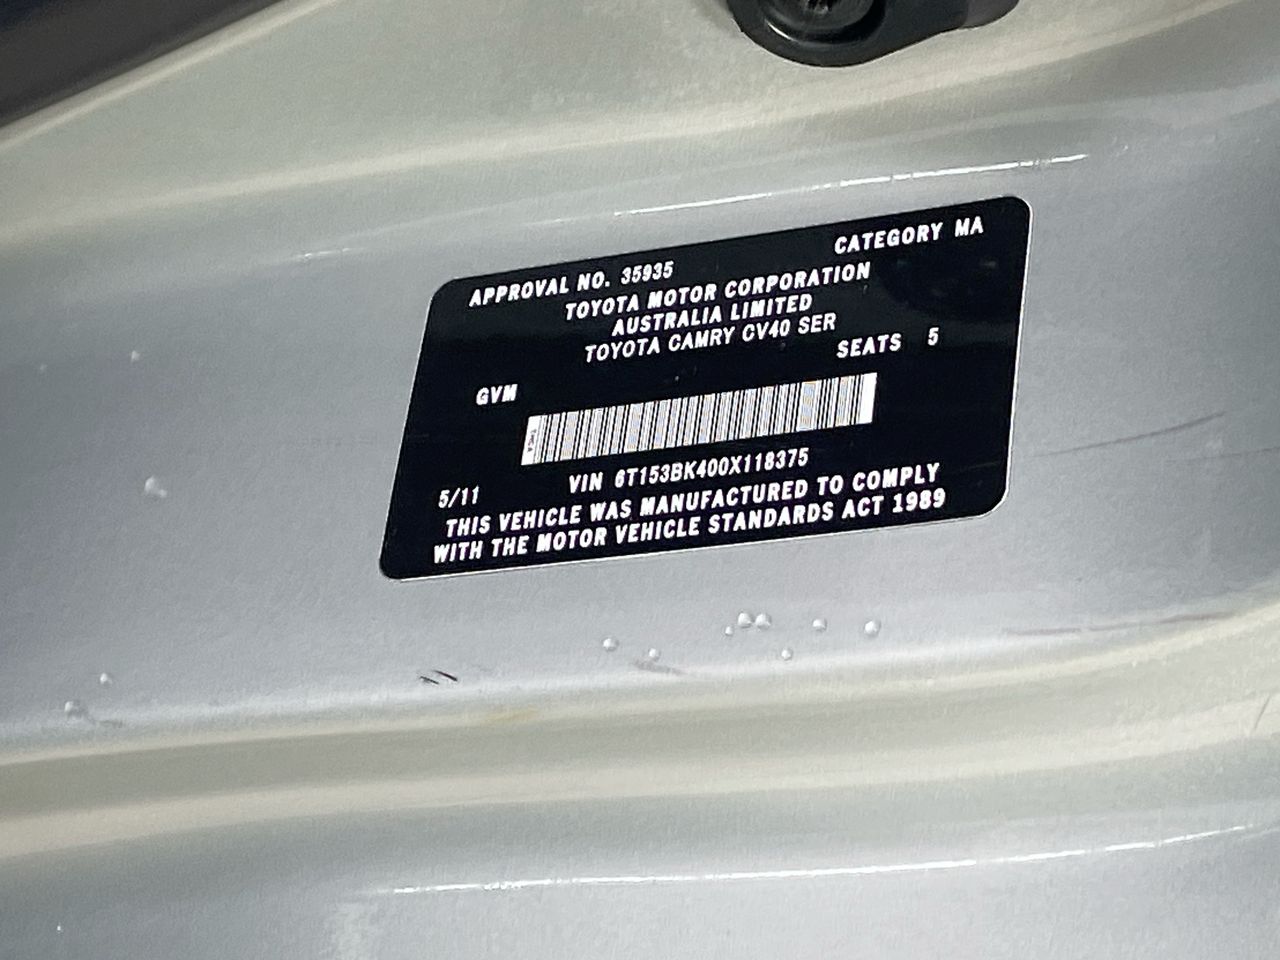 APPROVAL NO. 35935 CATEGORY MA
TOYOTA MOTOR CORPORATION
AUSTRALIA LIMITED
TOYOTA CAMRY CV40 SER
SEATS 5
GVM
VIN 6T153BK400X118375
5/11
THIS VEHICLE WAS MANUFACTURED TO COMPLY
WITH THE MOTOR VEHICLE STANDARDS ACT 1989